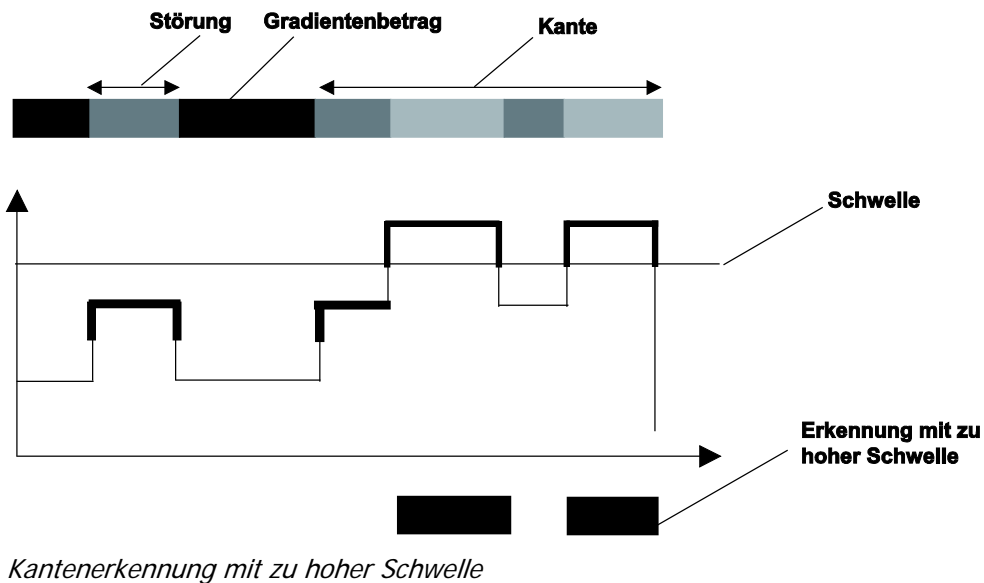 Störung
Gradientenbetrag
Kante
Schwelle
Erkennung mit zu
hoher Schwelle
Kantenerkennung mit zu hoher Schwelle